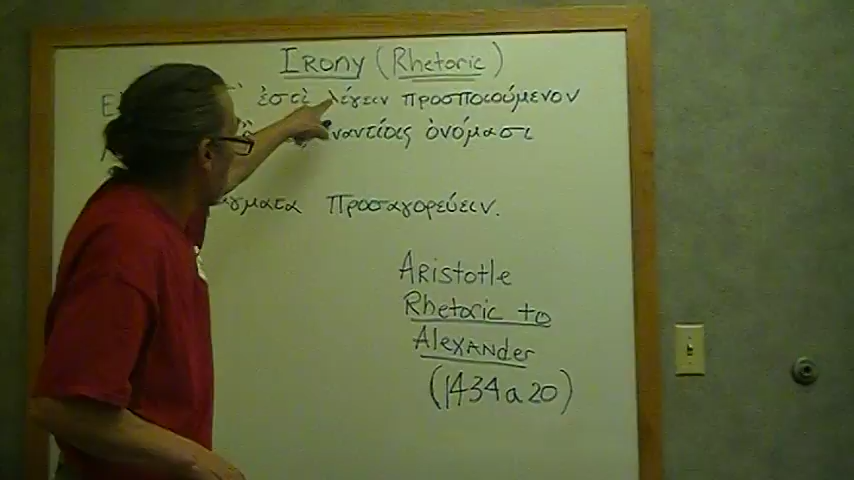 Irony (Rhetoric)
ἐστὶ λέγειν προσποιούμενον
ὀνόμασι
Προσαγορεύειν.
Aristotle
Rhetoric to
Alexander
(1434a20)